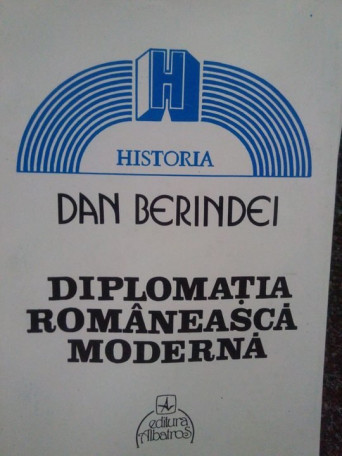 H
HISTORIA
DAN BERINDEI
DIPLOMAȚIA
ROMÂNEASCĂ
MODERNĂ
editura
Albatros